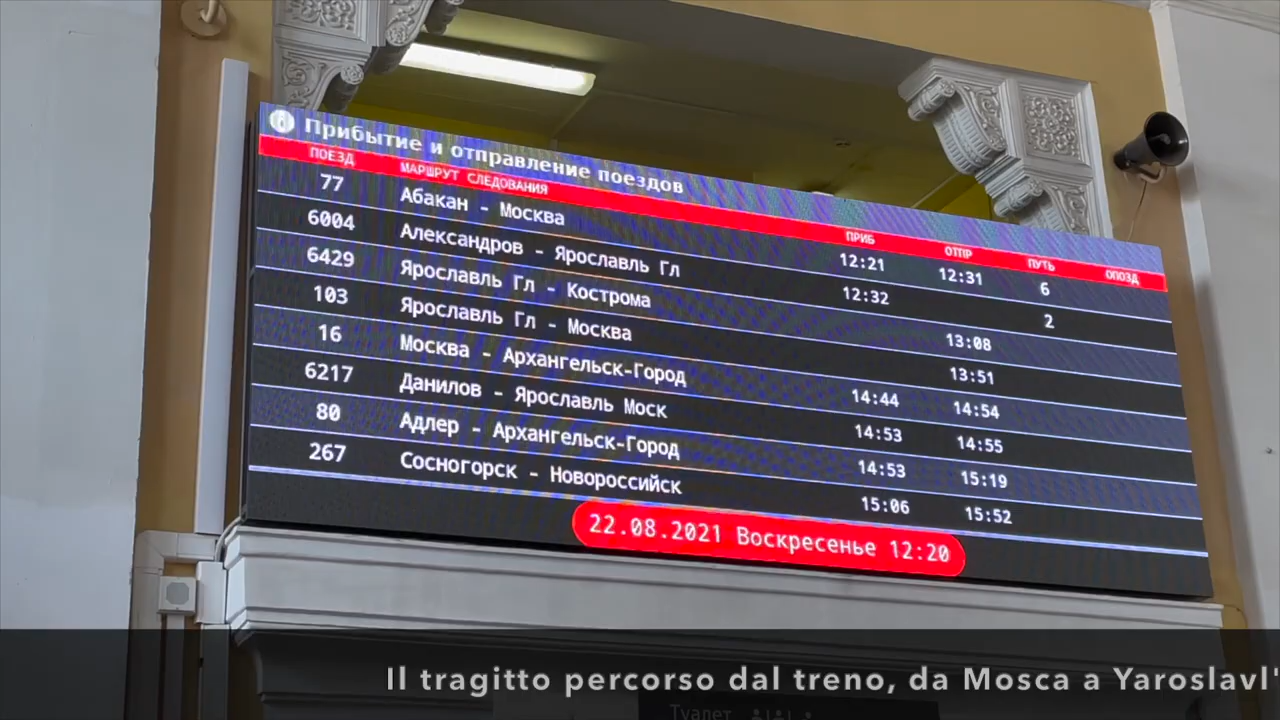 Прибытие и отправление поездов
ПОЕЗД МАРШРУТ СЛЕДОВАНИЯ ПРИБ ОТПР ПУТЬ ОПОЗД
77 Абакан - Москва 12:21 12:31 6
6004 Александров - Ярославль Гл 12:32 2
6429 Ярославль Гл - Кострома 13:08
103 Ярославль Гл - Москва 13:51
16 Москва - Архангельск-Город 14:44 14:54
6217 Данилов - Ярославль Моск 14:53 14:55
80 Адлер - Архангельск-Город 14:53 15:19
267 Сосногорск - Новороссийск 15:06 15:52
22.08.2021 Воскресенье 12:20
Il tragitto percorso dal treno, da Mosca a Yaroslavl'
Туалет